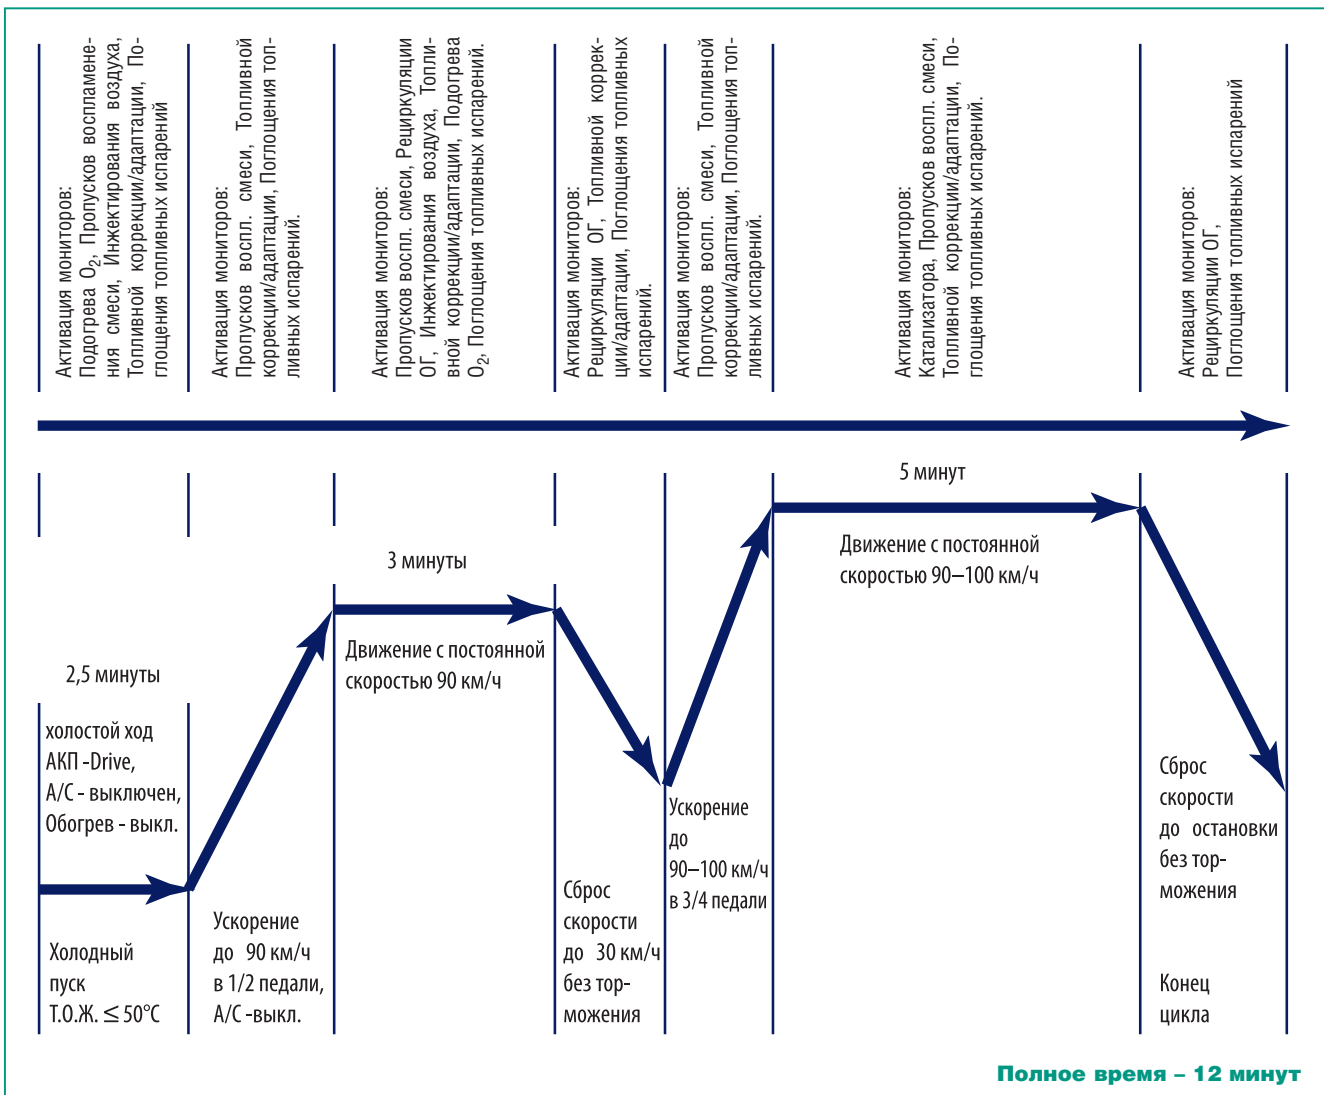 Активация мониторов:
Подогрева O2, Пропусков воспламене-
ния смеси, Инжектирования воздуха,
Топливной коррекции/адаптации, По-
глощения топливных испарений
Активация мониторов:
Пропусков воспл. смеси, Топливной
коррекции/адаптации, Поглощения топ-
ливных испарений.
Активация мониторов:
Пропусков воспл. смеси, Рециркуляции
ОГ, Инжектирования воздуха, Топли-
вной коррекции/адаптации, Подогрева
O2, Поглощения топливных испарений.
Активация мониторов:
Рециркуляции ОГ, Топливной коррек-
ции/адаптации, Поглощения топливных
испарений.
Активация мониторов:
Пропусков воспл. смеси, Топливной
коррекции/адаптации, Поглощения топ-
ливных испарений.
Активация мониторов:
Катализатора, Пропусков воспл. смеси,
Топливной коррекции/адаптации, По-
глощения топливных испарений.
Активация мониторов:
Рециркуляции ОГ,
Поглощения топливных испарений
2,5 минуты
холостой ход
АКП -Drive,
A/C - выключен,
Обогрев - выкл.
Холодный
пуск
Т.О.Ж. ≤ 50°C
Ускорение
до 90 км/ч
в 1/2 педали,
A/C -выкл.
3 минуты
Движение с постоянной
скоростью 90 км/ч
Сброс
скорости
до 30 км/ч
без тор-
можения
Ускорение
до
90–100 км/ч
в 3/4 педали
5 минут
Движение с постоянной
скоростью 90–100 км/ч
Сброс
скорости
до остановки
без тор-
можения
Конец
цикла
Полное время – 12 минут